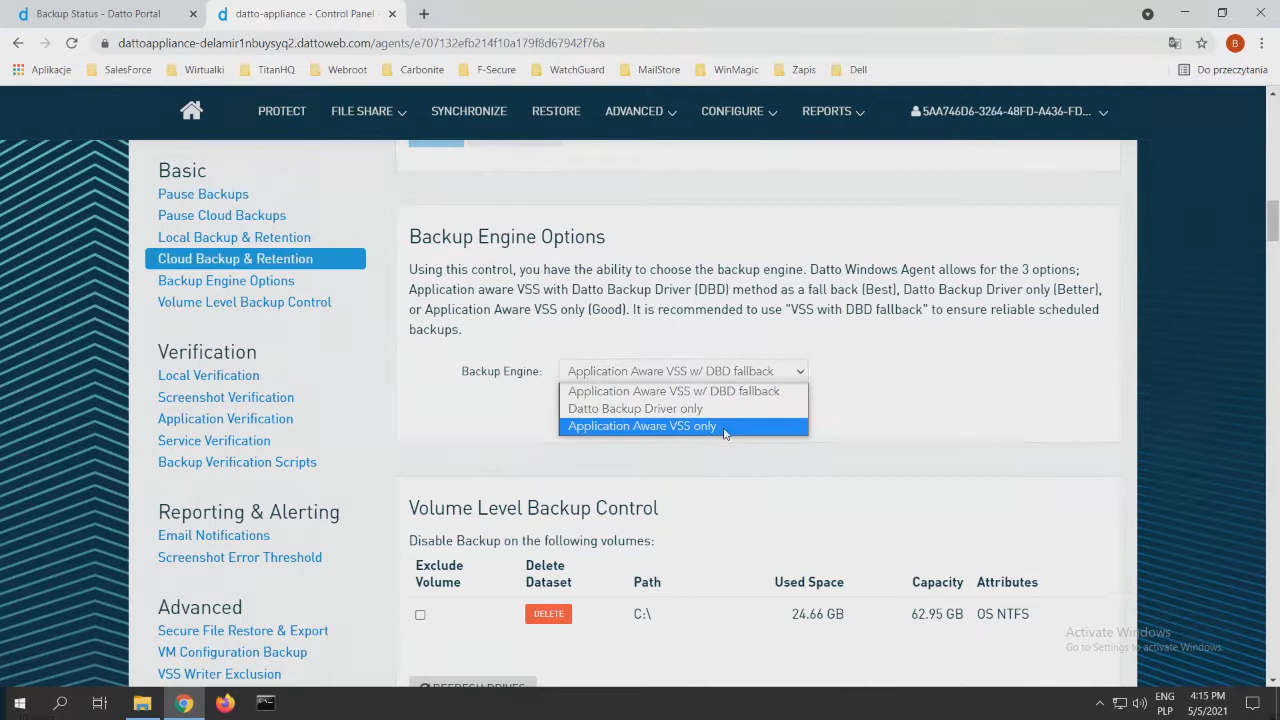 Backup Status - Datto Portal
datto-appliance - Control Panel -
dattoappliance-delamir1nbuysyq2.dattoweb.com/agents/e707132efb214f10a179f8d67942f76a
B
Aplikacje
SalesForce
Wirtualki
TitanHQ
Webroot
Carbonite
F-Secure
WatchGuard
MailStore
WinMagic
Zapis
Dell
Do przeczytania
PROTECT
FILE SHARE
SYNCHRONIZE
RESTORE
ADVANCED
CONFIGURE
REPORTS
5AA746D6-3264-48FD-A436-FD...
Basic
Pause Backups
Pause Cloud Backups
Local Backup & Retention
Cloud Backup & Retention
Backup Engine Options
Volume Level Backup Control
Verification
Local Verification
Screenshot Verification
Application Verification
Service Verification
Backup Verification Scripts
Reporting & Alerting
Email Notifications
Screenshot Error Threshold
Advanced
Secure File Restore & Export
VM Configuration Backup
VSS Writer Exclusion
Backup Engine Options
Using this control, you have the ability to choose the backup engine. Datto Windows Agent allows for the 3 options;
Application aware VSS with Datto Backup Driver (DBD) method as a fall back (Best), Datto Backup Driver only (Better),
or Application Aware VSS only (Good). It is recommended to use "VSS with DBD fallback" to ensure reliable scheduled
backups.
Backup Engine:
Application Aware VSS w/ DBD fallback
Application Aware VSS w/ DBD fallback
Datto Backup Driver only
Application Aware VSS only
Volume Level Backup Control
Disable Backup on the following volumes:
Exclude Volume
Delete Dataset
Path
Used Space
Capacity
Attributes
DELETE
C:\
24.66 GB
62.95 GB
OS NTFS
REFRESH DRIVES
Activate Windows
Go to Settings to activate Windows.
ENG
PLP
4:15 PM
5/5/2021